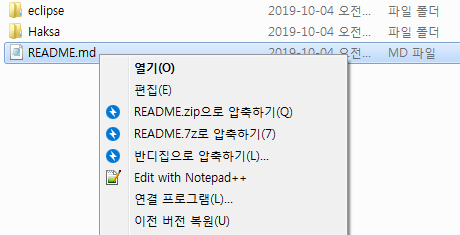 eclipse 2019-10-04 오전... 파일 폴더
Haksa 2019-10-04 오전... 파일 폴더
README.md 2019-10-04 오전... MD 파일
열기(O)
편집(E)
README.zip으로 압축하기(Q)
README.7z로 압축하기(7)
반디집으로 압축하기(L)...
Edit with Notepad++
연결 프로그램(L)...
이전 버전 복원(U)